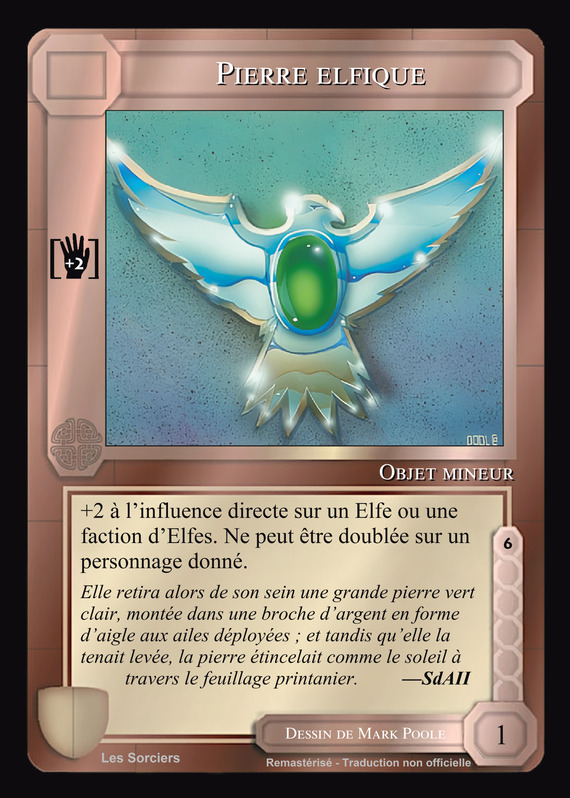 PIERRE ELFIQUE
[+2]
POOLE
OBJET MINEUR
+2 à l’influence directe sur un Elfe ou une
faction d’Elfes. Ne peut être doublée sur un
personnage donné.
6
Elle retira alors de son sein une grande pierre vert
clair, montée dans une broche d’argent en forme
d’aigle aux ailes déployées ; et tandis qu’elle la
tenait levée, la pierre étincelait comme le soleil à
travers le feuillage printanier. —SdAII
DESSIN DE MARK POOLE
1
Les Sorciers
Remastérisé - Traduction non officielle